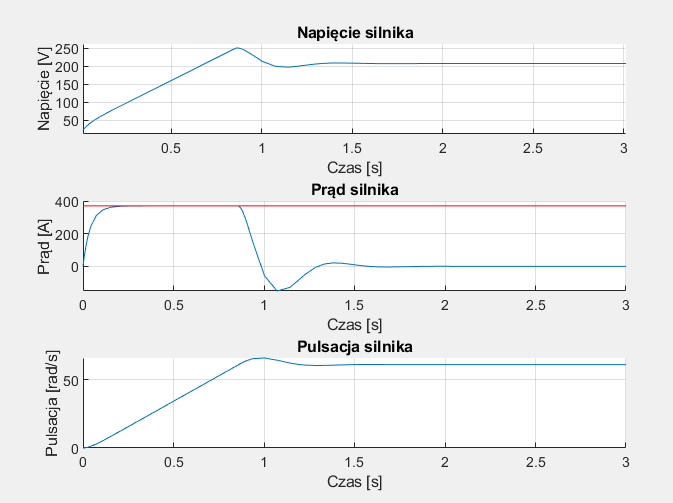 Napięcie silnika
Napięcie [V]
250
200
150
100
50
0.5 1 1.5 2 2.5 3
Czas [s]
Prąd silnika
Prąd [A]
400
200
0
0 0.5 1 1.5 2 2.5 3
Czas [s]
Pulsacja silnika
Pulsacja [rad/s]
50
0
0 0.5 1 1.5 2 2.5 3
Czas [s]